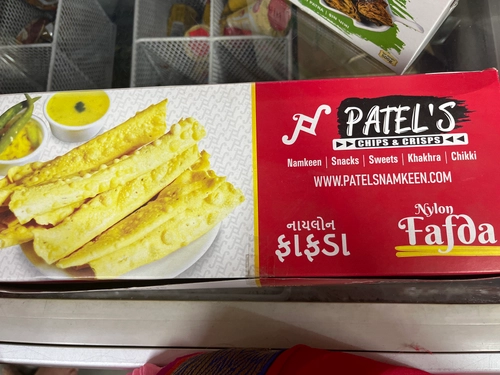 PATEL'S
CHIPS & CRISPS
Namkeen | Snacks | Sweets | Khakhra | Chikki
WWW.PATELSNAMKEEN.COM
નાયલોન
ફાફડા
Nylon
Fafda